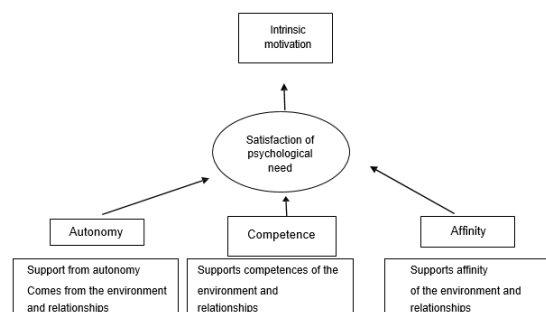 Intrinsic
motivation
Satisfaction of
psychological
need
Autonomy
Competence
Affinity
Support from autonomy
Comes from the environment
and relationships
Supports competences of the
environment and
relationships
Supports affinity
of the environment and
relationships